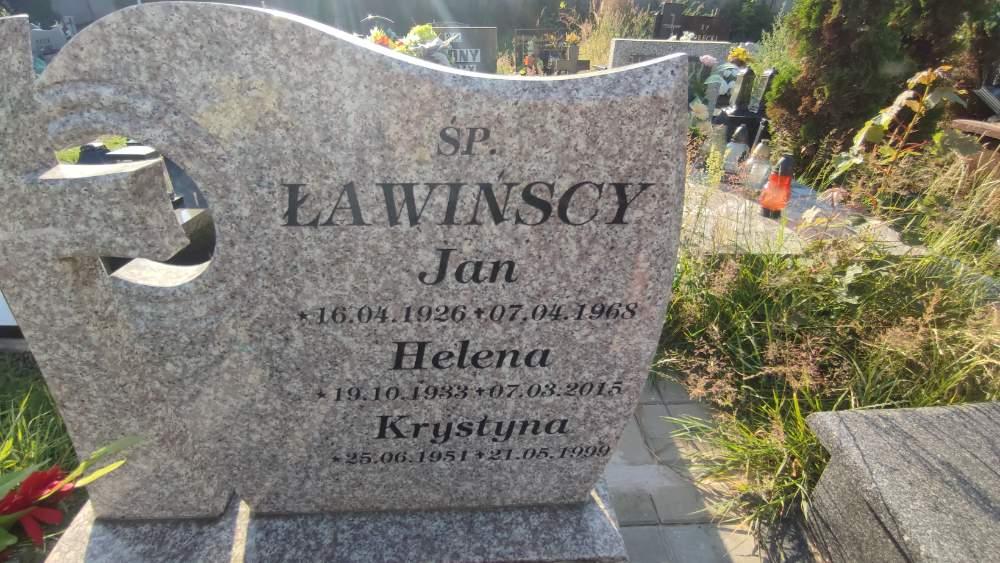 ŚP.
ŁAWIŃSCY
Jan
*16.04.1926 +07.04.1968
Helena
*19.10.1933 +07.03.2015
Krystyna
*25.06.1951 +21.05.1999